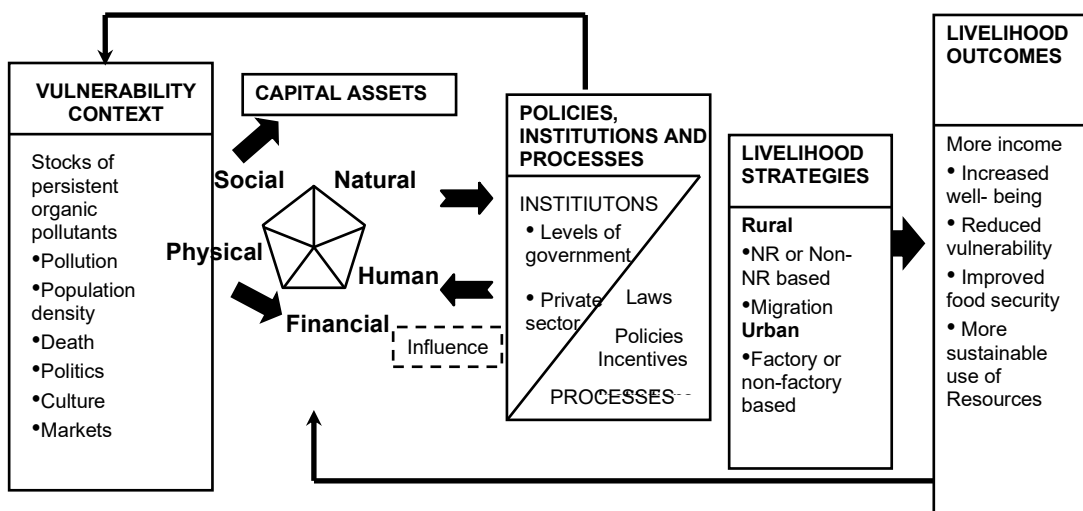 VULNERABILITY
CONTEXT
Stocks of
persistent
organic
pollutants
•Pollution
•Population
density
•Death
•Politics
•Culture
•Markets
CAPITAL ASSETS
Social
Natural
Physical
Human
Financial
Influence
POLICIES,
INSTITUTIONS AND
PROCESSES
INSTITIUTONS
• Levels of
government
• Private
sector
Laws
Policies
Incentives
PROCESSES
LIVELIHOOD
STRATEGIES
Rural
•NR or Non-
NR based
•Migration
Urban
•Factory or
non-factory
based
LIVELIHOOD
OUTCOMES
More income
• Increased
well- being
• Reduced
vulnerability
• Improved
food security
• More
sustainable
use of
Resources